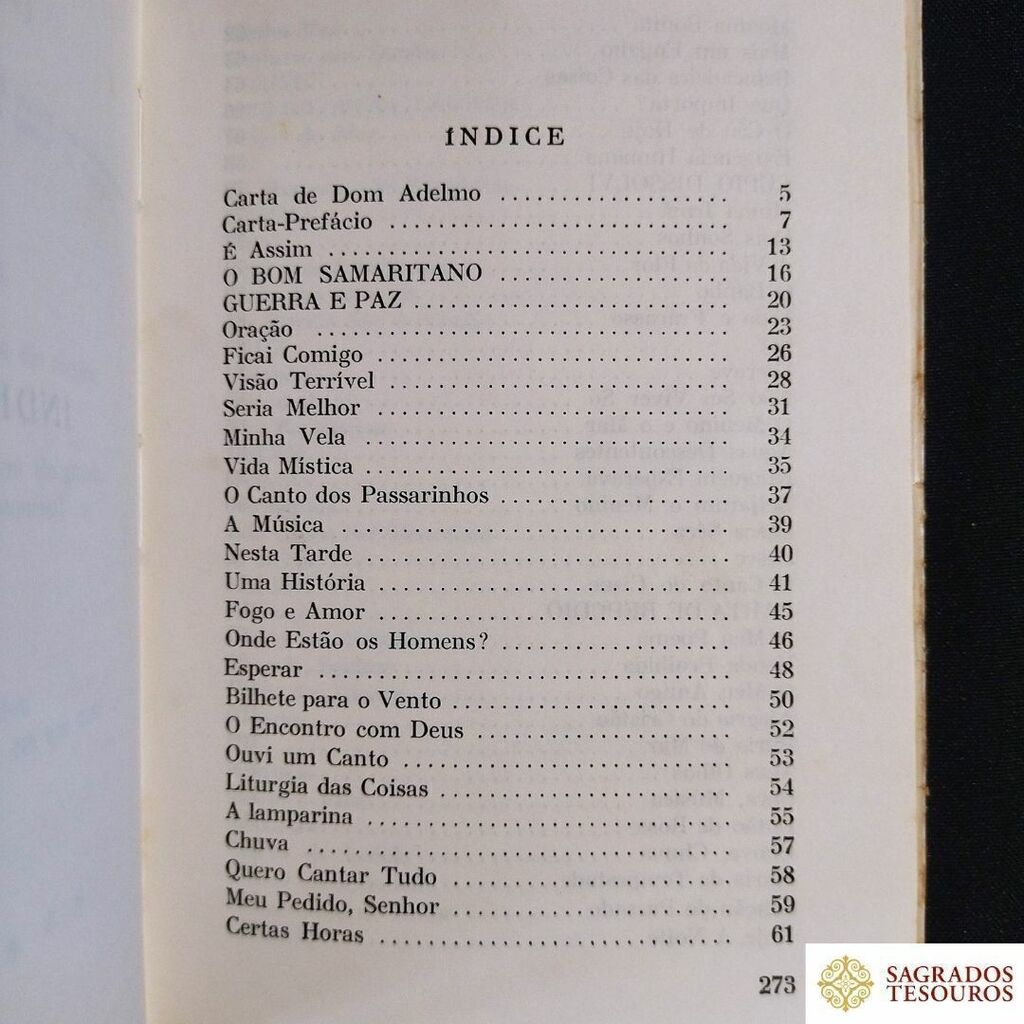 ÍNDICE
Carta de Dom Adelmo ................... 5
Carta-Prefácio ............................ 7
É Assim ................................. 13
O BOM SAMARITANO ................... 16
GUERRA E PAZ .......................... 20
Oração .................................. 23
Ficai Comigo ............................. 26
Visão Terrível ............................ 28
Seria Melhor ............................. 31
Minha Vela .............................. 34
Vida Mística .............................. 35
O Canto dos Passarinhos ................... 37
A Música ................................ 39
Nesta Tarde .............................. 40
Uma História ............................. 41
Fogo e Amor ............................. 45
Onde Estão os Homens? ................... 46
Esperar .................................. 48
Bilhete para o Vento ....................... 50
O Encontro com Deus ..................... 52
Ouvi um Canto ........................... 53
Liturgia das Coisas ........................ 54
A lamparina .............................. 55
Chuva ................................... 57
Quero Cantar Tudo ....................... 58
Meu Pedido, Senhor ....................... 59
Certas Horas ............................. 61
273
SAGRADOS
TESOUROS